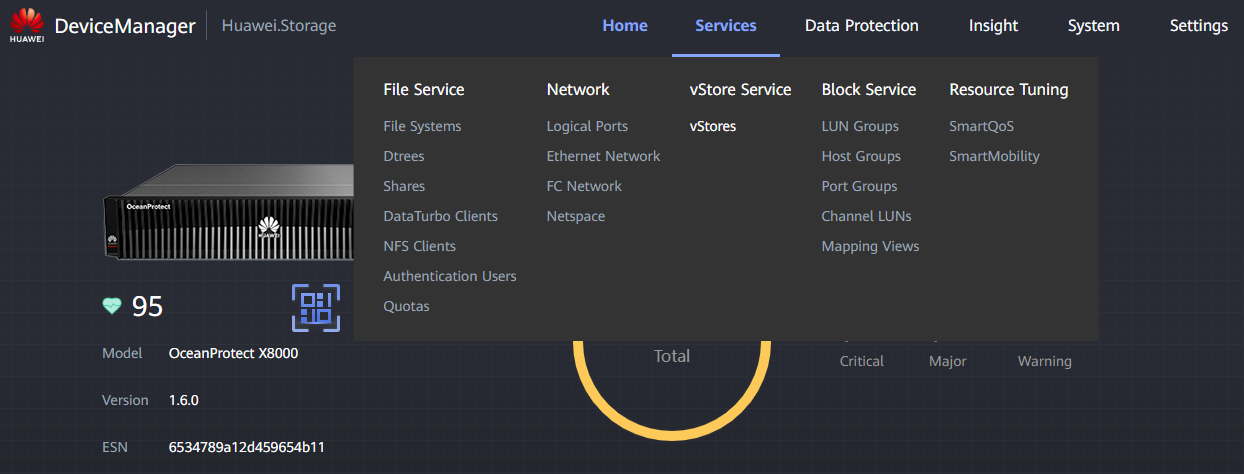 HUAWEI DeviceManager Huawei.Storage Home Services Data Protection Insight System Settings
File Service Network vStore Service Block Service Resource Tuning
File Systems Logical Ports vStores LUN Groups SmartQoS
Dtrees Ethernet Network Host Groups SmartMobility
Shares FC Network Port Groups
DataTurbo Clients Netspace Channel LUNs
NFS Clients Mapping Views
Authentication Users
Quotas
OceanProtect
HUAWEI
95
Model OceanProtect X8000
Version 1.6.0
ESN 6534789a12d459654b11
Total
Critical Major Warning